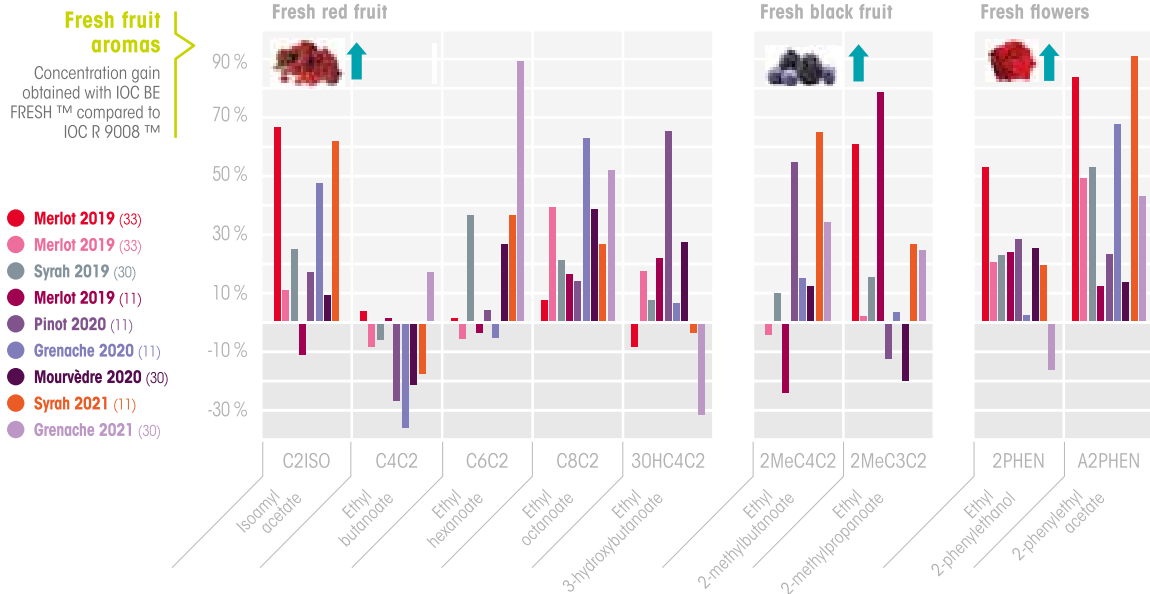 Fresh fruit
aromas
Concentration gain
obtained with IOC BE
FRESH ™ compared to
IOC R 9008 ™
Merlot 2019 (33)
Merlot 2019 (33)
Syrah 2019 (30)
Merlot 2019 (11)
Pinot 2020 (11)
Grenache 2020 (11)
Mourvèdre 2020 (30)
Syrah 2021 (11)
Grenache 2021 (30)
Fresh red fruit
Fresh black fruit
Fresh flowers
90 %
70 %
50 %
30 %
10 %
-10 %
-30 %
C2ISO
C4C2
C6C2
C8C2
3OHC4C2
2MeC4C2
2MeC3C2
2PHEN
A2PHEN
Isoamyl
acetate
Ethyl
butanoate
Ethyl
hexanoate
Ethyl
octanoate
Ethyl
3-hydroxybutanoate
Ethyl
2-methylbutanoate
Ethyl
2-methylpropanoate
Ethyl
2-phenylethanol
2-phenylethyl
acetate